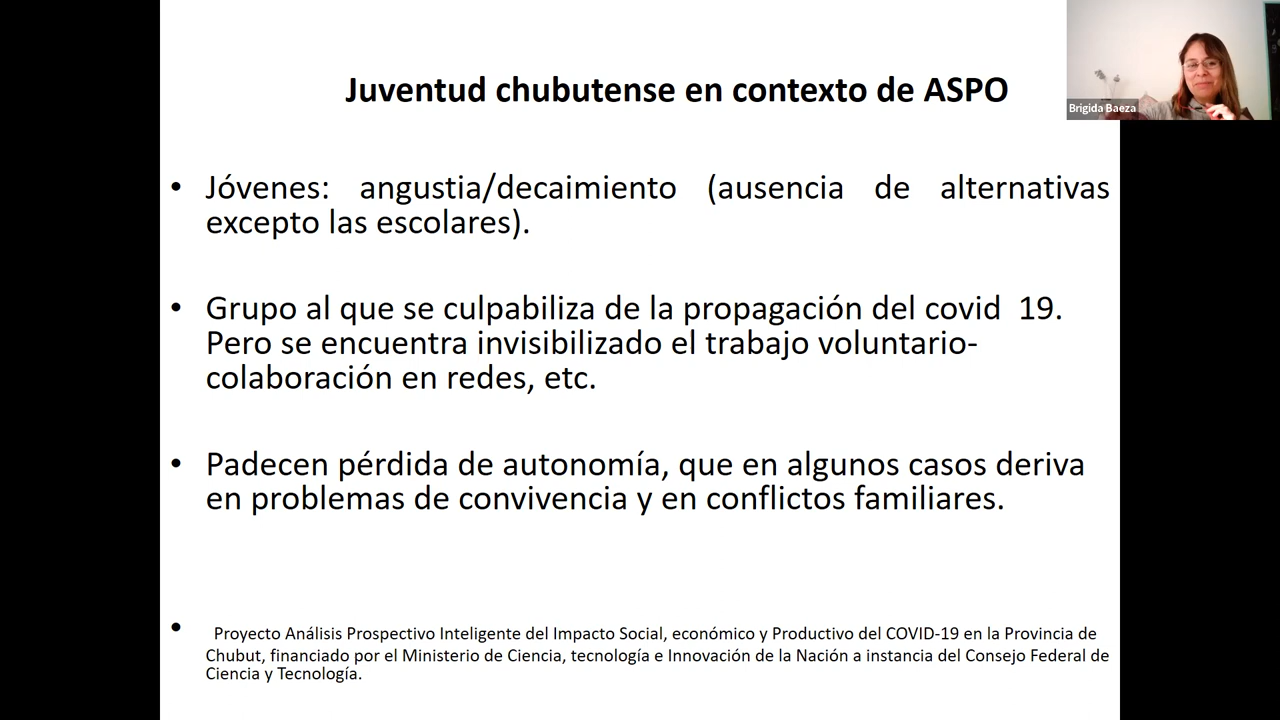 Juventud chubutense en contexto de ASPO
Brigida Baeza
• Jóvenes: angustia/decaimiento (ausencia de alternativas
excepto las escolares).
• Grupo al que se culpabiliza de la propagación del covid 19.
Pero se encuentra invisibilizado el trabajo voluntario-
colaboración en redes, etc.
• Padecen pérdida de autonomía, que en algunos casos deriva
en problemas de convivencia y en conflictos familiares.
• Proyecto Análisis Prospectivo Inteligente del Impacto Social, económico y Productivo del COVID-19 en la Provincia de
Chubut, financiado por el Ministerio de Ciencia, tecnología e Innovación de la Nación a instancia del Consejo Federal de
Ciencia y Tecnología.